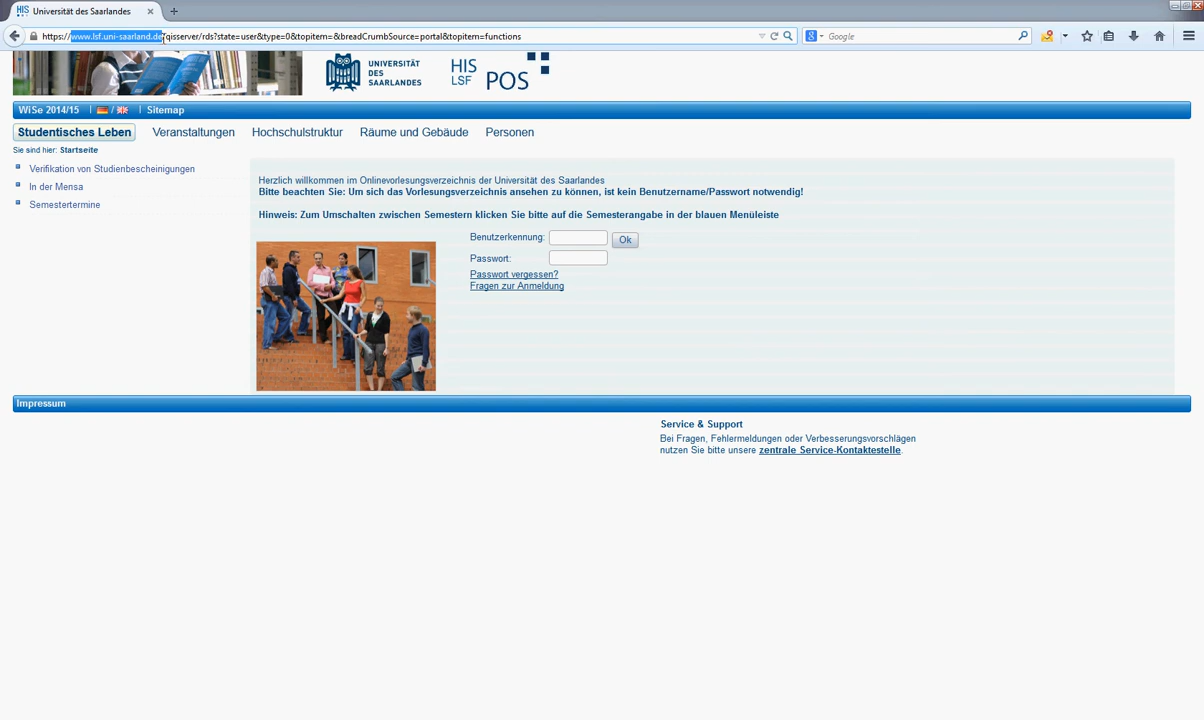 HIS Universität des Saarlandes
https://www.lsf.uni-saarland.de/qisserver/rds?state=user&type=0&topitem=&breadCrumbSource=portal&topitem=functions
Google
UNIVERSITÄT
DES
SAARLANDES
HIS
LSF
POS
WiSe 2014/15 | / | Sitemap
Studentisches Leben Veranstaltungen Hochschulstruktur Räume und Gebäude Personen
Sie sind hier: Startseite
Verifikation von Studienbescheinigungen
In der Mensa
Semestertermine
Herzlich willkommen im Onlinevorlesungsverzeichnis der Universität des Saarlandes
Bitte beachten Sie: Um sich das Vorlesungsverzeichnis ansehen zu können, ist kein Benutzername/Passwort notwendig!
Hinweis: Zum Umschalten zwischen Semestern klicken Sie bitte auf die Semesterangabe in der blauen Menüleiste
Benutzerkennung: Ok
Passwort:
Passwort vergessen?
Fragen zur Anmeldung
Impressum
Service & Support
Bei Fragen, Fehlermeldungen oder Verbesserungsvorschlägen
nutzen Sie bitte unsere zentrale Service-Kontaktestelle.